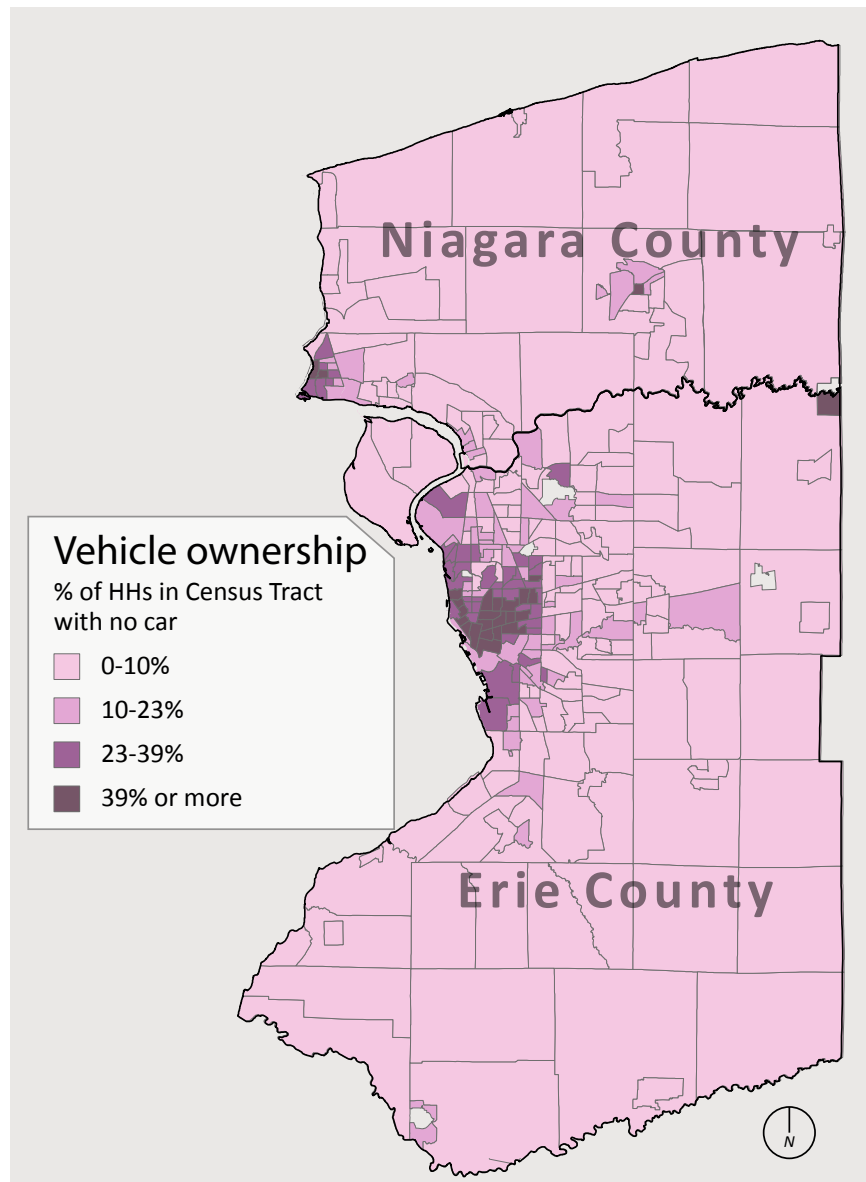 Niagara County
Vehicle ownership
% of HHs in Census Tract
with no car
0-10%
10-23%
23-39%
39% or more
Erie County
N